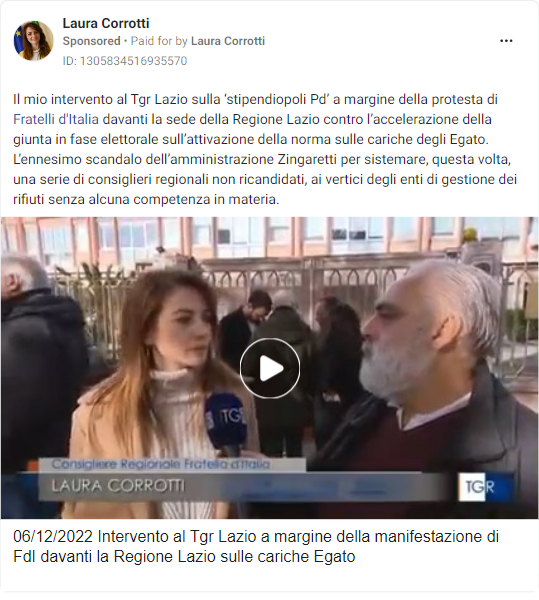 Laura Corrotti
Sponsored • Paid for by Laura Corrotti
ID: 1305834516935570
Il mio intervento al Tgr Lazio sulla ‘stipendiopoli Pd’ a margine della protesta di
Fratelli d'Italia davanti la sede della Regione Lazio contro l’accelerazione della
giunta in fase elettorale sull’attivazione della norma sulle cariche degli Egato.
L’ennesimo scandalo dell’amministrazione Zingaretti per sistemare, questa volta,
una serie di consiglieri regionali non ricandidati, ai vertici degli enti di gestione dei
rifiuti senza alcuna competenza in materia.
TGR
Consigliere Regionale Fratelli d'Italia
LAURA CORROTTI
TGR
06/12/2022 Intervento al Tgr Lazio a margine della manifestazione di
FdI davanti la Regione Lazio sulle cariche Egato